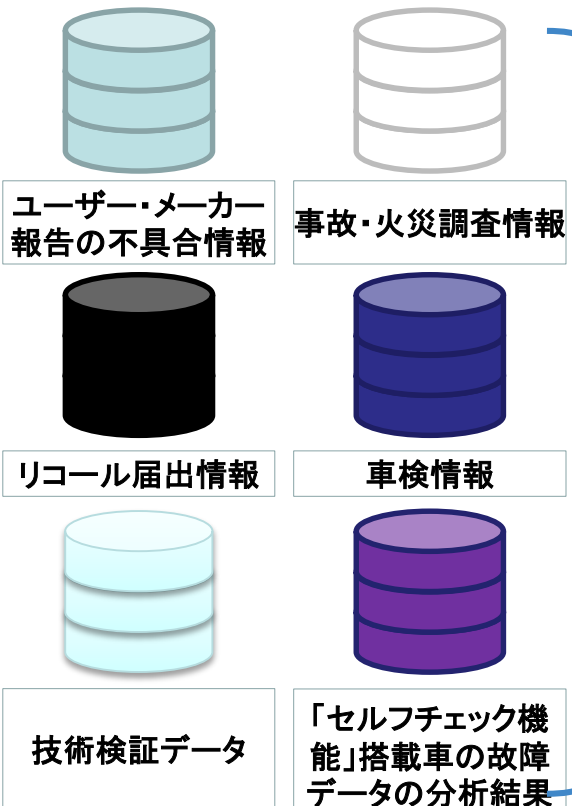 ユーザー・メーカー
報告の不具合情報
事故・火災調査情報
リコール届出情報
車検情報
技術検証データ
「セルフチェック機
能」搭載車の故障
データの分析結果